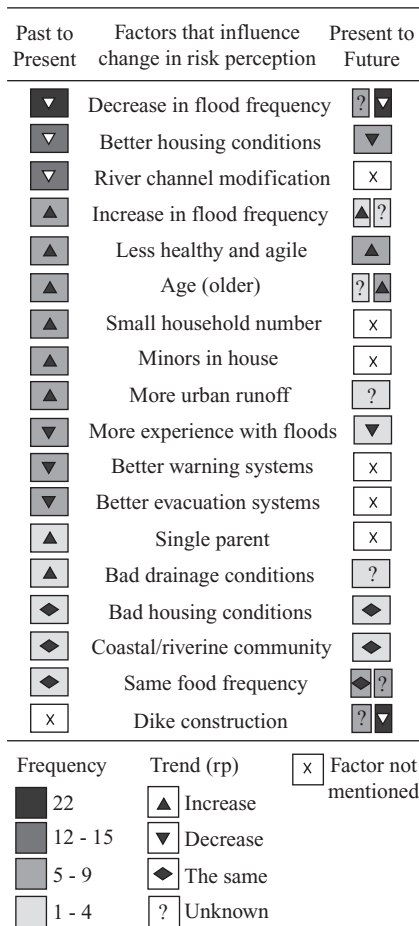 Past to Present Factors that influence change in risk perception Present to Future
? Decrease in flood frequency
Better housing conditions
River channel modification x
Increase in flood frequency ?
Less healthy and agile
Age (older) ?
Small household number x
Minors in house x
More urban runoff ?
More experience with floods
Better warning systems x
Better evacuation systems x
Single parent x
Bad drainage conditions ?
Bad housing conditions
Coastal/riverine community
Same food frequency ?
x Dike construction ?
Frequency
22
12 - 15
5 - 9
1 - 4
Trend (rp)
Increase
Decrease
The same
? Unknown
x Factor not
mentioned